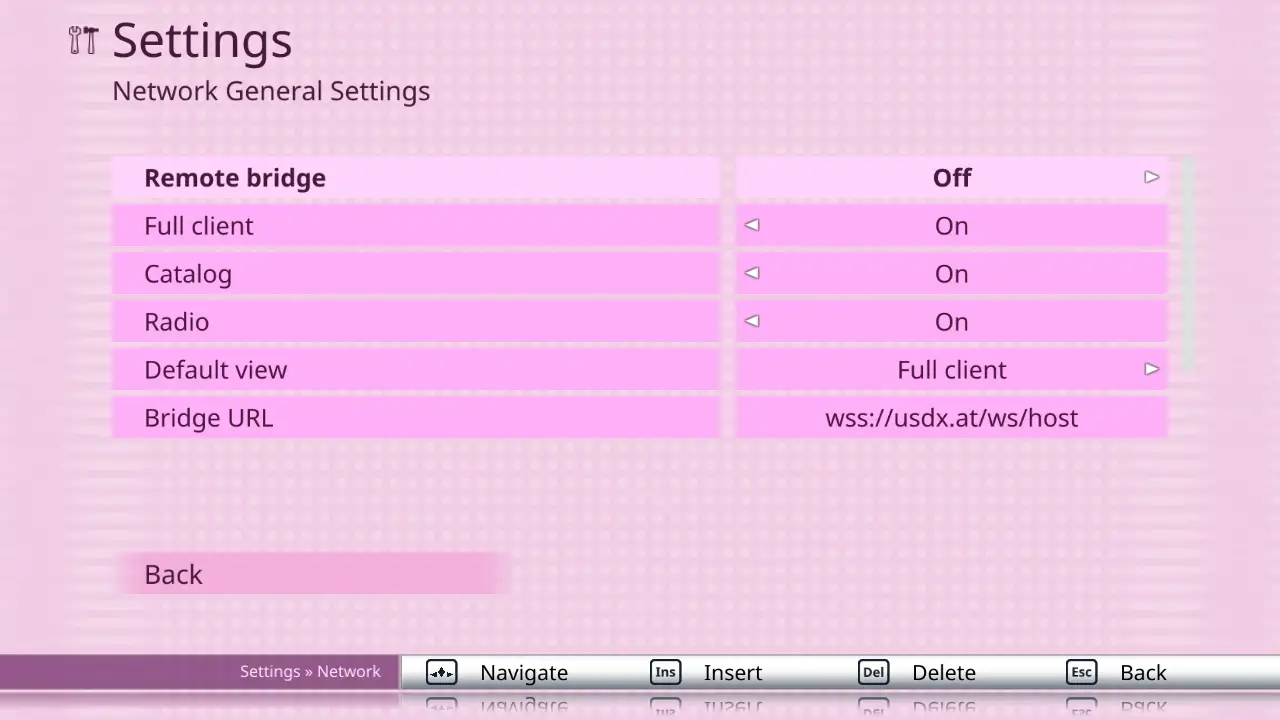 Settings
Network General Settings
Remote bridge Off
Full client On
Catalog On
Radio On
Default view Full client
Bridge URL wss://usdx.at/ws/host
Back
Settings » Network Navigate Ins Insert Del Delete Esc Back